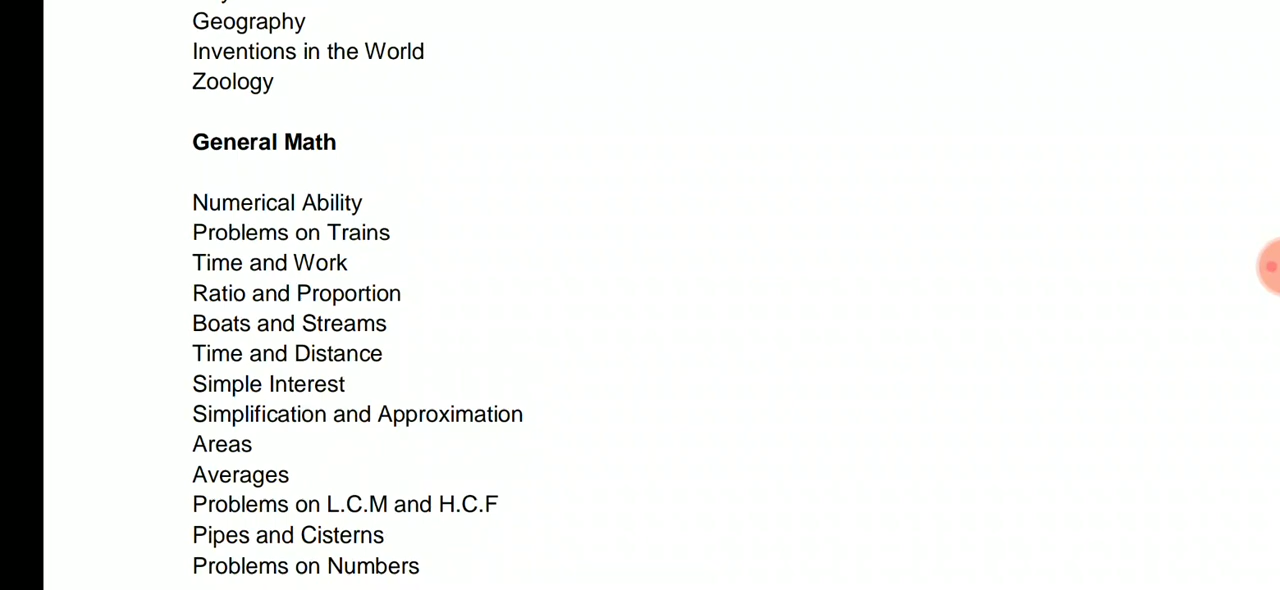 Geography
Inventions in the World
Zoology
General Math
Numerical Ability
Problems on Trains
Time and Work
Ratio and Proportion
Boats and Streams
Time and Distance
Simple Interest
Simplification and Approximation
Areas
Averages
Problems on L.C.M and H.C.F
Pipes and Cisterns
Problems on Numbers